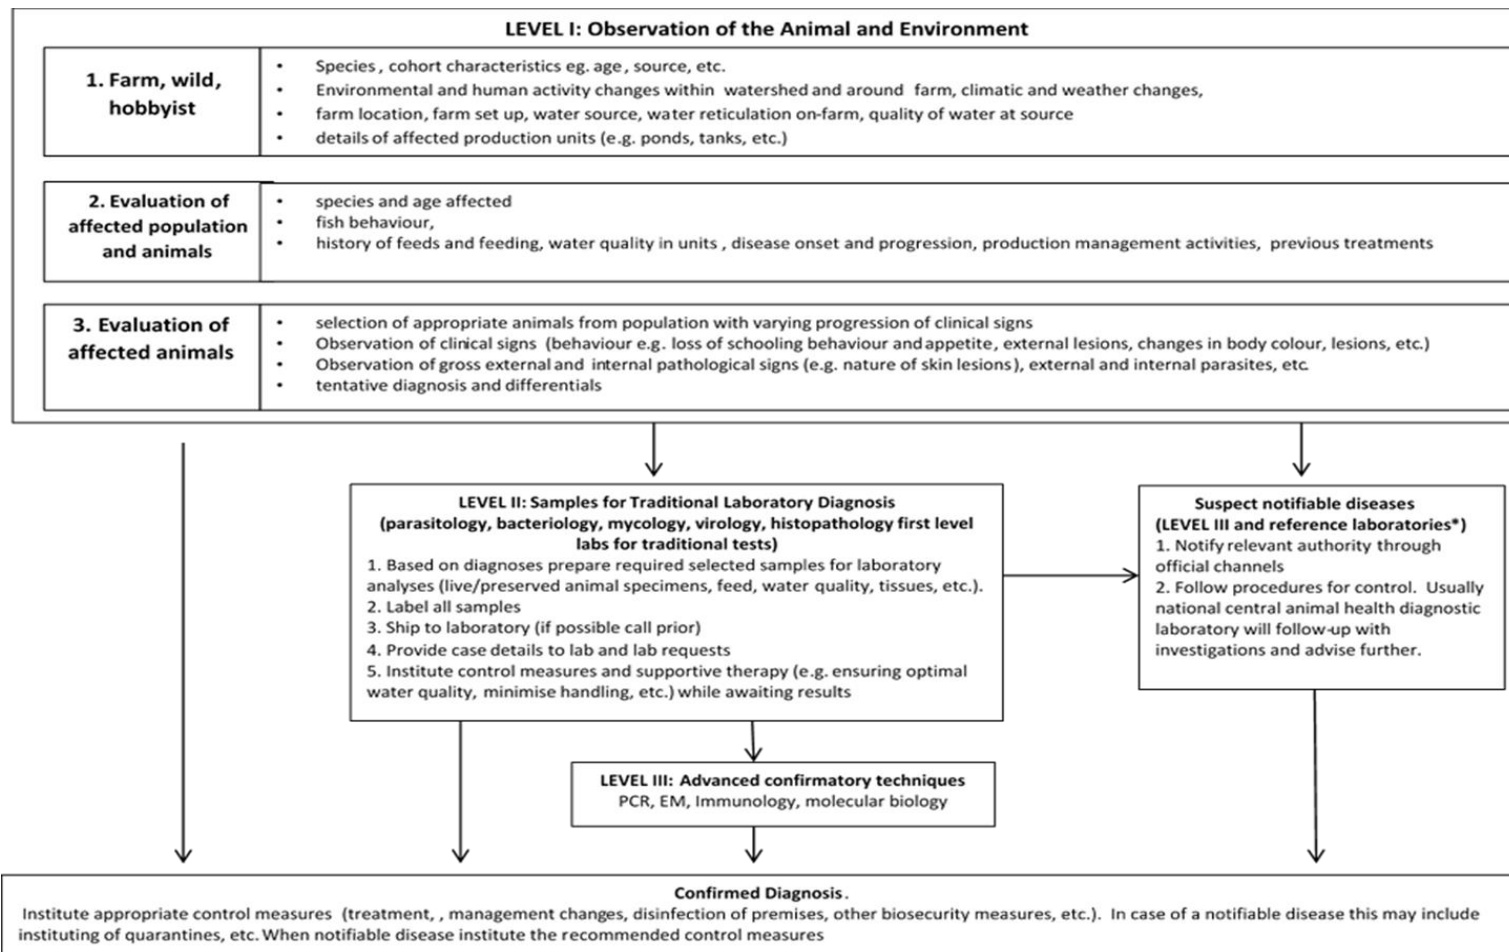 LEVEL I: Observation of the Animal and Environment
1. Farm, wild,
hobbyist
• Species , cohort characteristics eg. age , source, etc.
• Environmental and human activity changes within watershed and around farm, climatic and weather changes,
• farm location, farm set up, water source, water reticulation on-farm, quality of water at source
• details of affected production units (e.g. ponds, tanks, etc.)
2. Evaluation of
affected population
and animals
• species and age affected
• fish behaviour,
• history of feeds and feeding, water quality in units , disease onset and progression, production management activities, previous treatments
3. Evaluation of
affected animals
• selection of appropriate animals from population with varying progression of clinical signs
• Observation of clinical signs (behaviour e.g. loss of schooling behaviour and appetite, external lesions, changes in body colour, lesions, etc.)
• Observation of gross external and internal pathological signs (e.g. nature of skin lesions), external and internal parasites, etc.
• tentative diagnosis and differentials
LEVEL II: Samples for Traditional Laboratory Diagnosis
(parasitology, bacteriology, mycology, virology, histopathology first level
labs for traditional tests)
1. Based on diagnoses prepare required selected samples for laboratory
analyses (live/preserved animal specimens, feed, water quality, tissues, etc.).
2. Label all samples
3. Ship to laboratory (if possible call prior)
4. Provide case details to lab and lab requests
5. Institute control measures and supportive therapy (e.g. ensuring optimal
water quality, minimise handling, etc.) while awaiting results
Suspect notifiable diseases
(LEVEL III and reference laboratories*)
1. Notify relevant authority through
official channels
2. Follow procedures for control. Usually
national central animal health diagnostic
laboratory will follow-up with
investigations and advise further.
LEVEL III: Advanced confirmatory techniques
PCR, EM, Immunology, molecular biology
Confirmed Diagnosis.
Institute appropriate control measures (treatment, , management changes, disinfection of premises, other biosecurity measures, etc.). In case of a notifiable disease this may include
instituting of quarantines, etc. When notifiable disease institute the recommended control measures